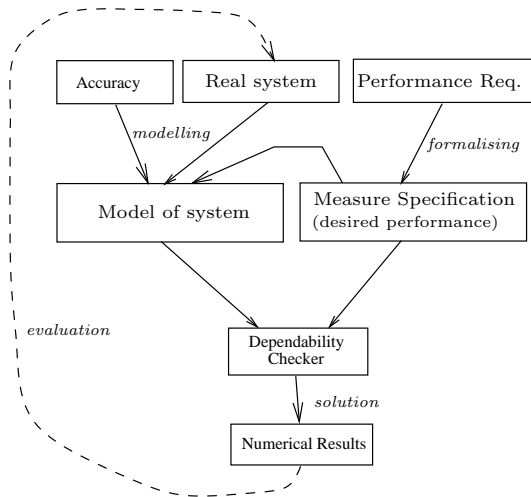 Accuracy
Real system
Performance Req.
modelling
formalising
Model of system
Measure Specification
(desired performance)
evaluation
Dependability
Checker
solution
Numerical Results